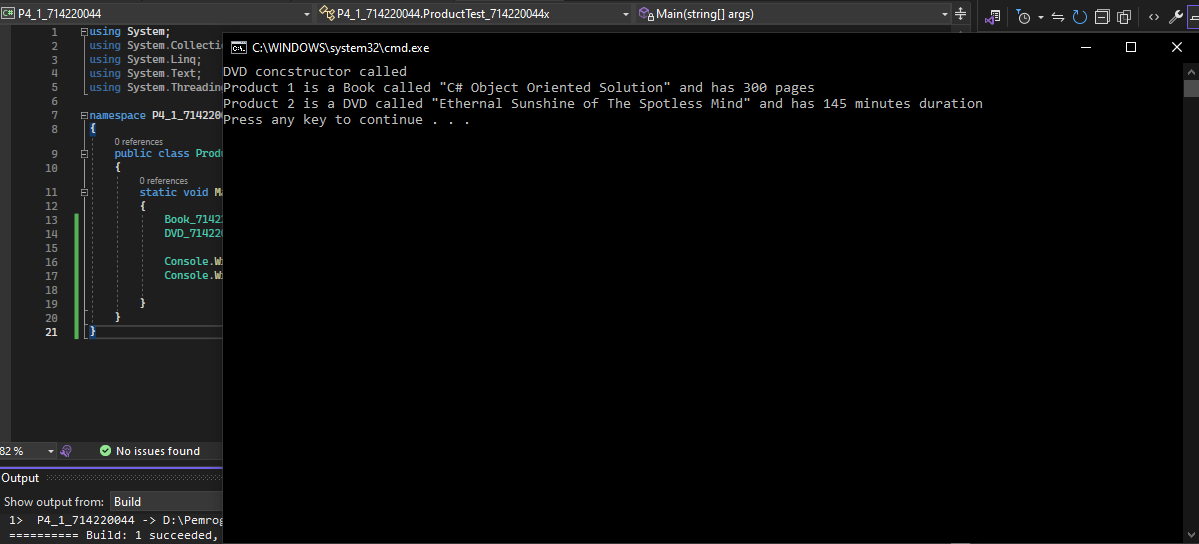 C# P4_1_714220044
P4_1_714220044.ProductTest_714220044x
Main(string[] args)
1 using System;
2 using System.Collecti
3 using System.Linq;
4 using System.Text;
5 using System.Threading
6
7 namespace P4_1_714220
8 {
0 references
9 public class Produ
10 {
0 references
11 static void Ma
12 {
13 Book_7142
14 DVD_71422
15
16 Console.W
17 Console.W
18
19 }
20 }
21 }
C:\WINDOWS\system32\cmd.exe
DVD concstructor called
Product 1 is a Book called "C# Object Oriented Solution" and has 300 pages
Product 2 is a DVD called "Ethernal Sunshine of The Spotless Mind" and has 145 minutes duration
Press any key to continue . . .
82 %
No issues found
Output
Show output from: Build
1> P4_1_714220044 -> D:\Pemrog
========== Build: 1 succeeded,